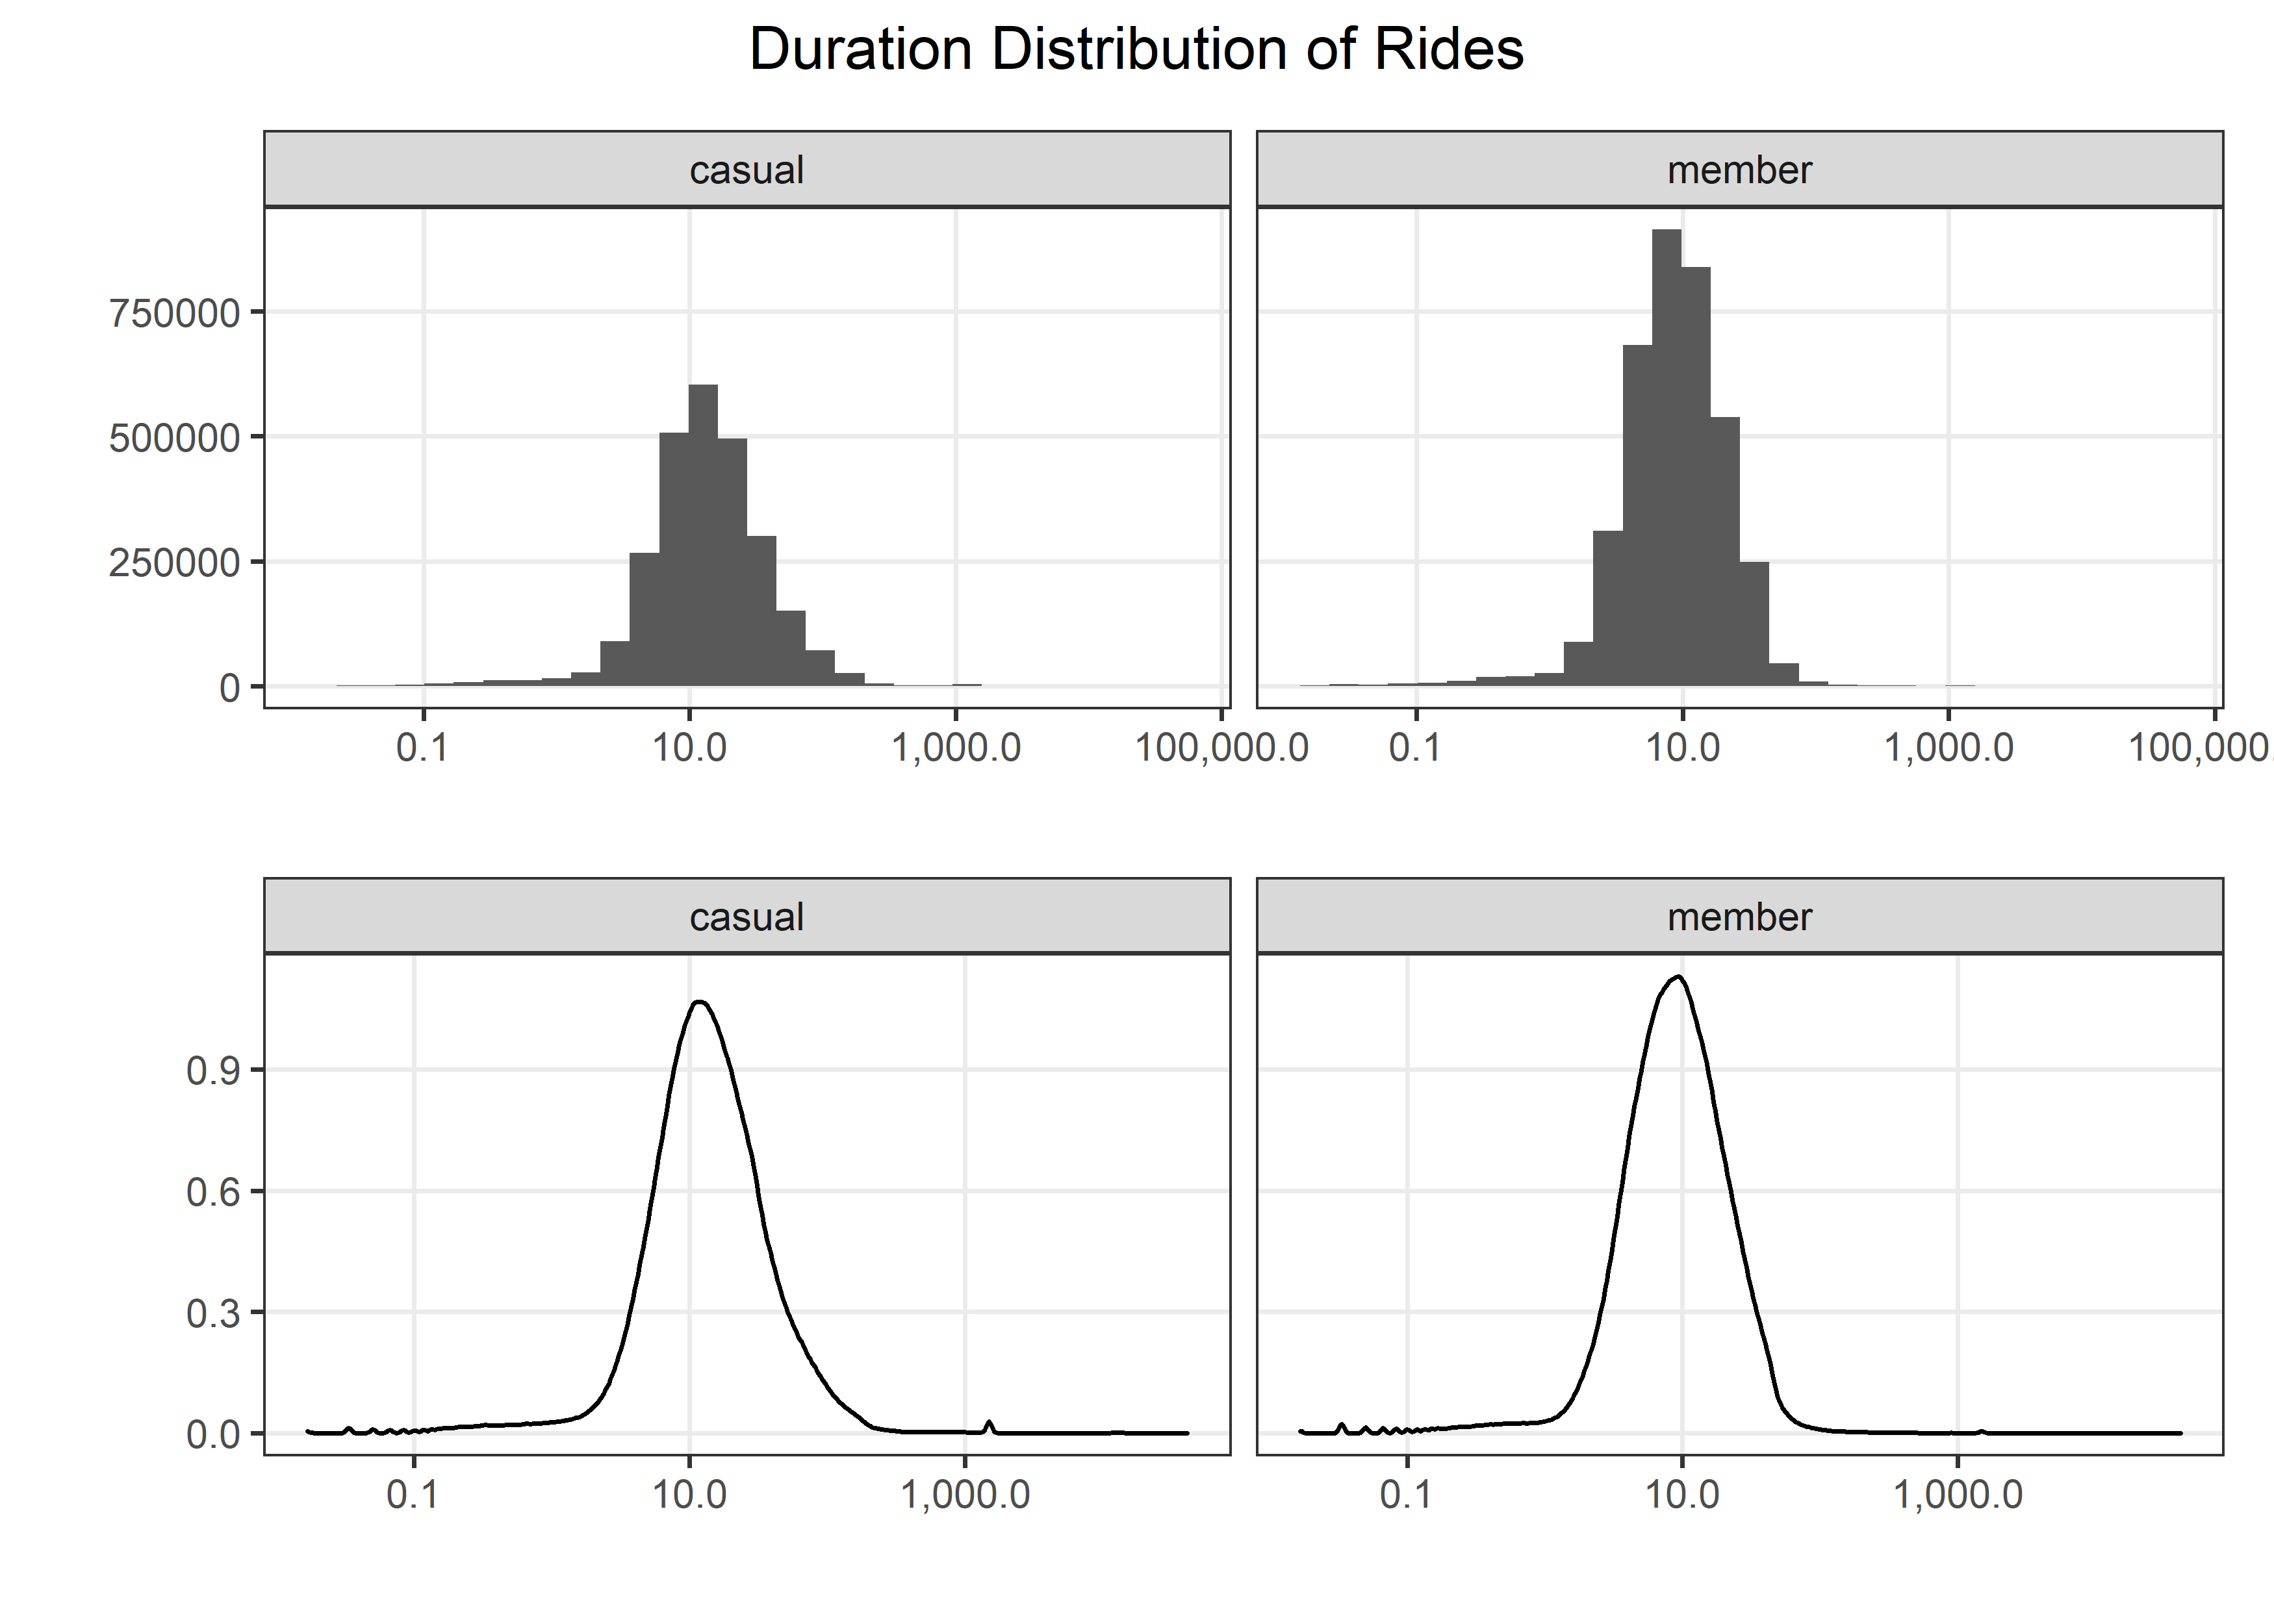 Duration Distribution of Rides
casual member
750000
500000
250000
0
0.1 10.0 1,000.0 100,000.0 0.1 10.0 1,000.0 100,000.
casual member
0.9
0.6
0.3
0.0
0.1 10.0 1,000.0 0.1 10.0 1,000.0